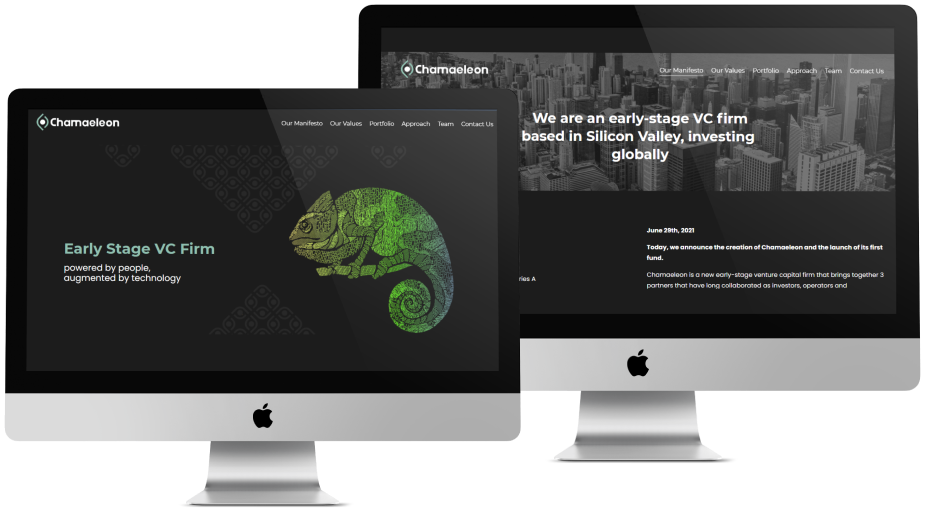 Chamaeleon
Our Manifesto Our Values Portfolio Approach Team Contact Us
Early Stage VC Firm
powered by people,
augmented by technology
Chamaeleon
Our Manifesto Our Values Portfolio Approach Team Contact Us
We are an early-stage VC firm
based in Silicon Valley, investing
globally
ries A
June 29th, 2021
Today, we announce the creation of Chamaeleon and the launch of its first
fund.
Chamaeleon is a new early-stage venture capital firm that brings together 3
partners that have long collaborated as investors, operators and